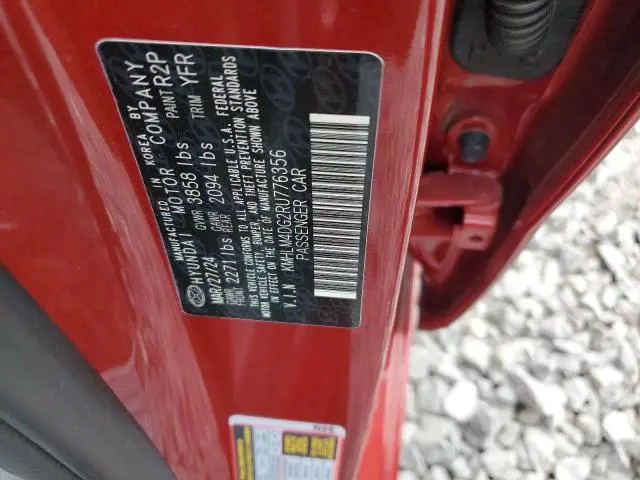 MANUFACTURED IN KOREA BY
HYUNDAI MOTOR COMPANY
MAR/27/24 GVWR 3858 lbs PAINT R2P
GAWR FRONT 2271 lbs GAWR REAR 2094 lbs TRIM YFR
THIS VEHICLE CONFORMS TO ALL APPLICABLE U.S.A. FEDERAL
MOTOR VEHICLE SAFETY, BUMPER, AND THEFT PREVENTION STANDARDS
IN EFFECT ON THE DATE OF MANUFACTURE SHOWN ABOVE
V.I.N KMHLM4DG2RU776356
PASSENGER CAR